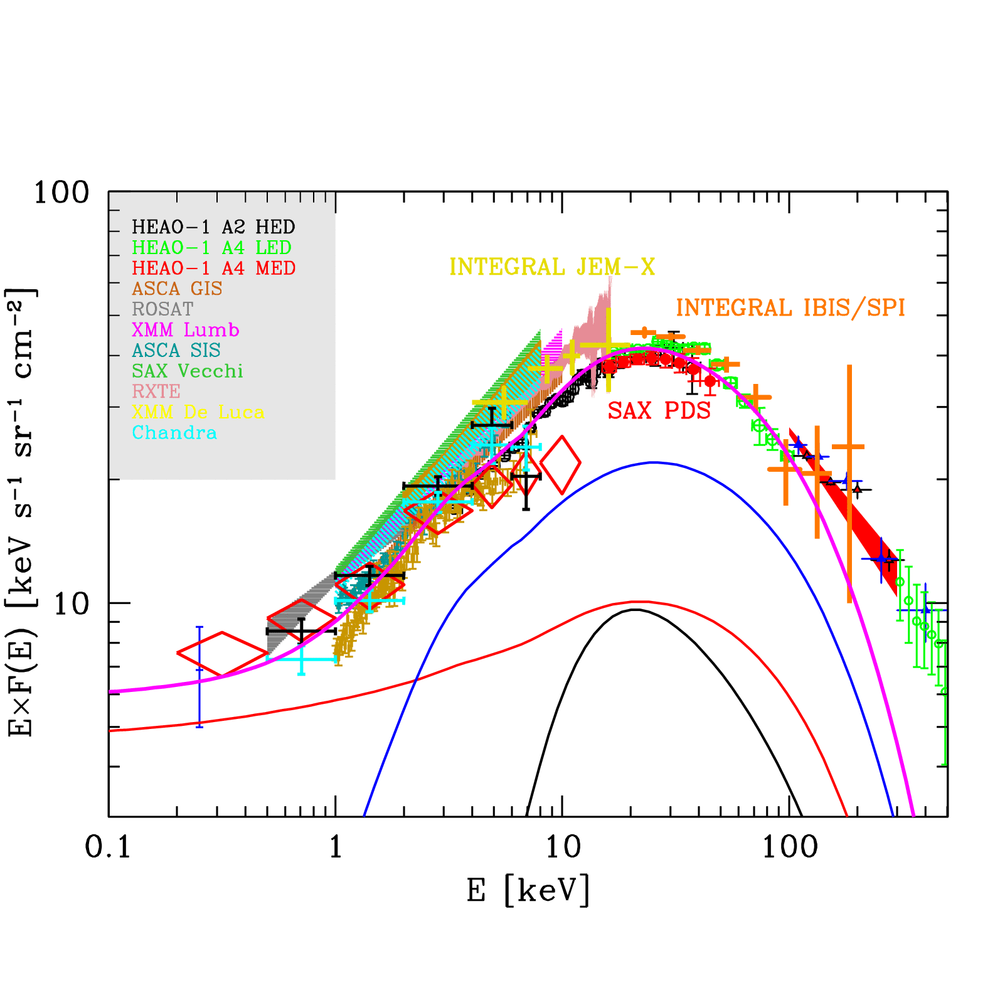 100
HEAO-1 A2 HED
HEAO-1 A4 LED
HEAO-1 A4 MED
ASCA GIS
ROSAT
XMM Lumb
ASCA SIS
SAX Vecchi
RXTE
XMM De Luca
Chandra
INTEGRAL JEM-X
INTEGRAL IBIS/SPI
SAX PDS
10
E×F(E) [keV s⁻¹ sr⁻¹ cm⁻²]
0.1 1 10 100
E [keV]